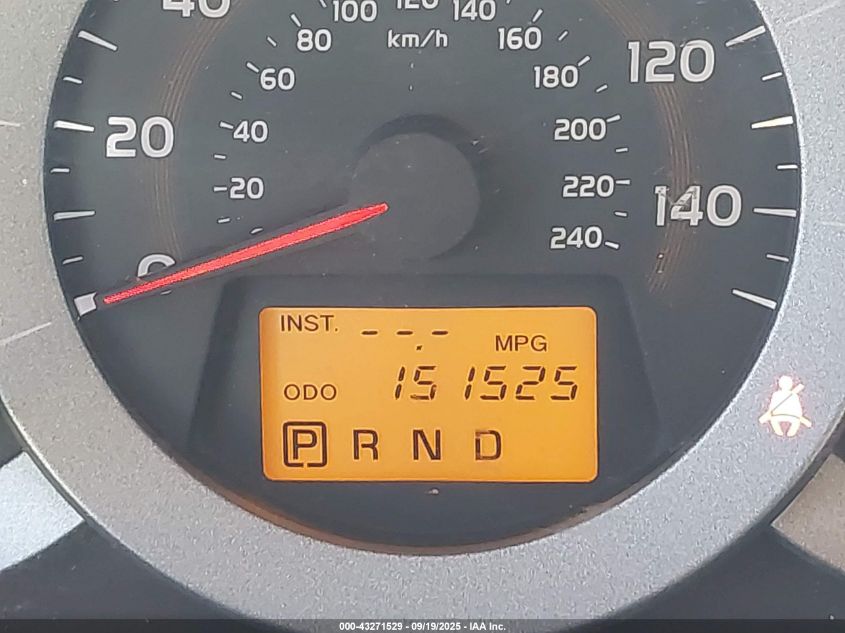 40
100 120 140
80 km/h 160
60 180 120
20 40 200
20 220 140
0 240
INST. --.- MPG
ODO 151525
P R N D
000-43271529 - 09/19/2025 - IAA Inc.